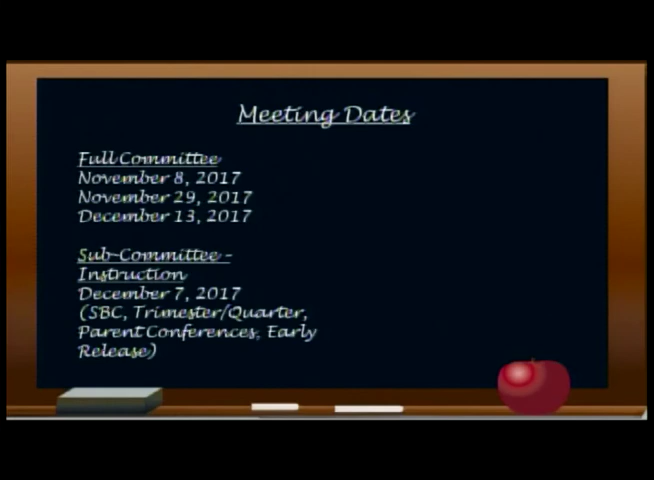 Meeting Dates
Full Committee
November 8, 2017
November 29, 2017
December 13, 2017
Sub-Committee -
Instruction
December 7, 2017
(SBC, Trimester/Quarter,
Parent Conferences, Early
Release)